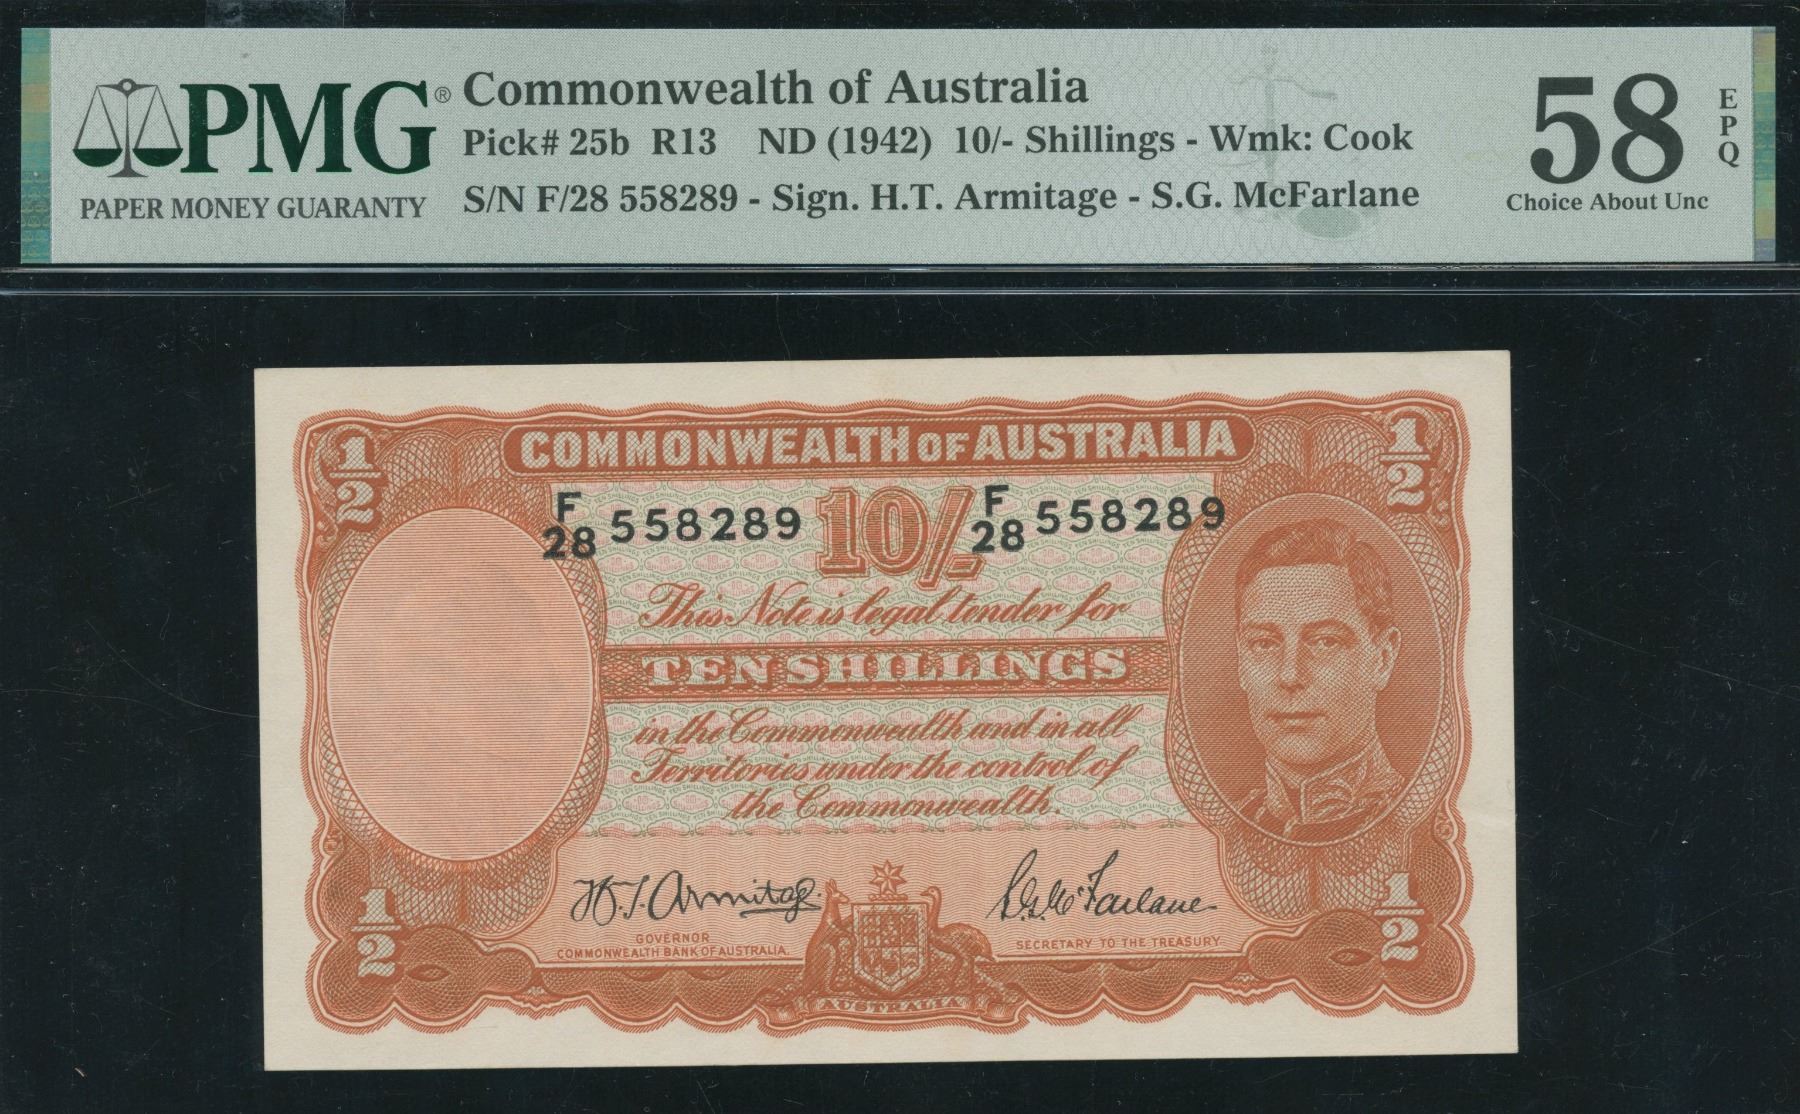 PMG®
PAPER MONEY GUARANTY
Commonwealth of Australia
Pick# 25b R13 ND (1942) 10/- Shillings - Wmk: Cook
S/N F/28 558289 - Sign. H.T. Armitage - S.G. McFarlane
58
EPQ
Choice About Unc
1/2
COMMONWEALTH OF AUSTRALIA
1/2
F/28 558289
10/-
F/28 558289
This Note is legal tender for
TEN SHILLINGS
in the Commonwealth and in all
Territories under the control of
the Commonwealth.
H.T. Armitage
S.G. McFarlane
GOVERNOR
COMMONWEALTH BANK OF AUSTRALIA.
SECRETARY TO THE TREASURY
1/2
1/2
AUSTRALIA